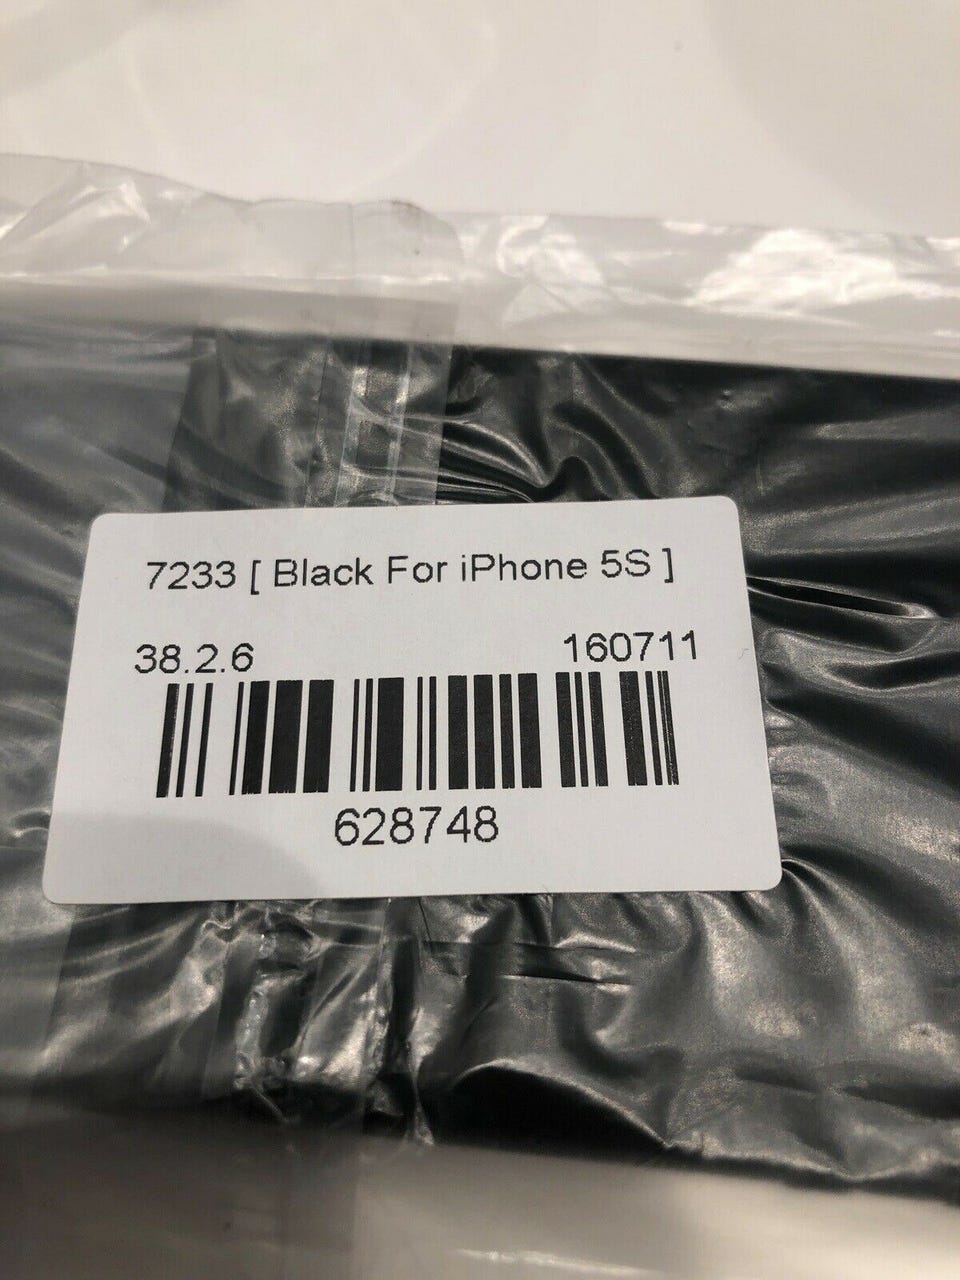 7233 [ Black For iPhone 5S ]
38.2.6 160711
628748